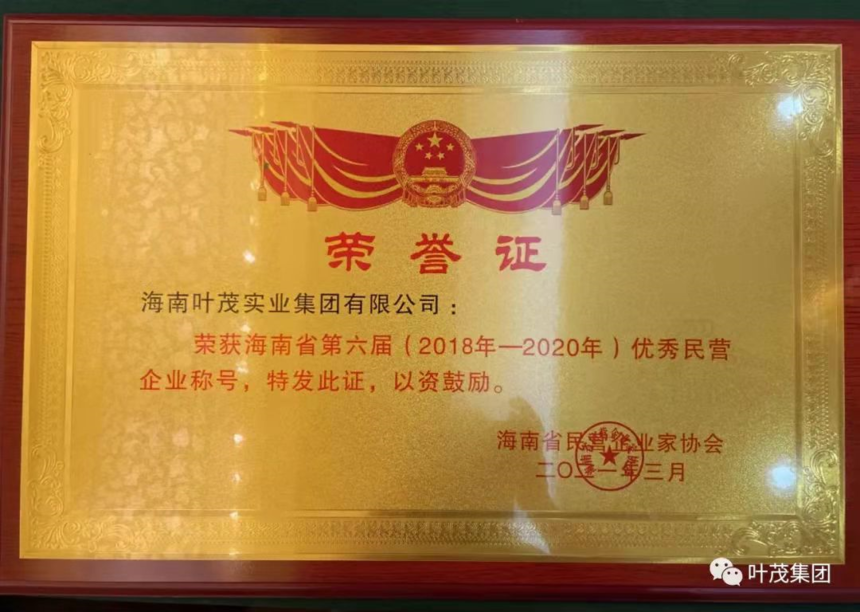 荣誉证
海南叶茂实业集团有限公司：
荣获海南省第六届（2018年—2020年）优秀民营
企业称号，特发此证，以资鼓励。
海南省民营企业家协会
二〇二一年三月
叶茂集团